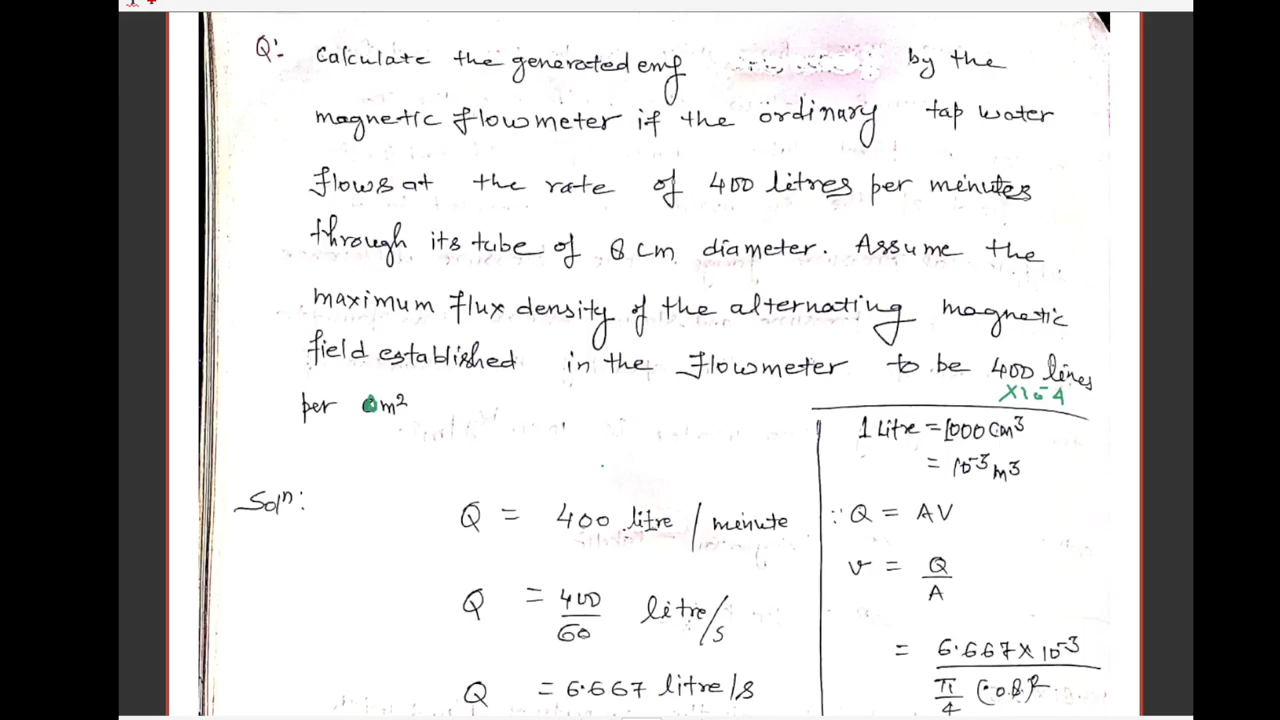 Q:- Calculate the generated emf by the
magnetic flowmeter if the ordinary tap water
flows at the rate of 400 litres per minutes
through its tube of 8 cm diameter. Assume the
maximum flux density of the alternating magnetic
field established in the flowmeter to be 400 lines
×10-4
per cm²
1 Litre = 1000 Cm³
= 10-3 m³
Soln:
Q = 400 litre / minute
∵ Q = AV
v = Q/A
Q = 400/60 litre/s
= 6.667×10-3 / π/4 (.08)²
Q = 6.667 litre/s